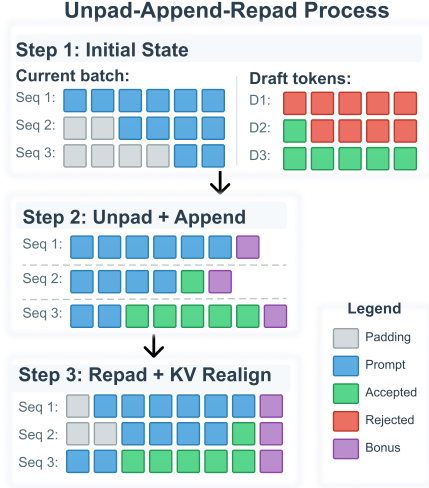 Unpad-Append-Repad Process
Step 1: Initial State
Current batch:
Seq 1:
Seq 2:
Seq 3:
Draft tokens:
D1:
D2:
D3:
Step 2: Unpad + Append
Seq 1:
Seq 2:
Seq 3:
Step 3: Repad + KV Realign
Seq 1:
Seq 2:
Seq 3:
Legend
Padding
Prompt
Accepted
Rejected
Bonus